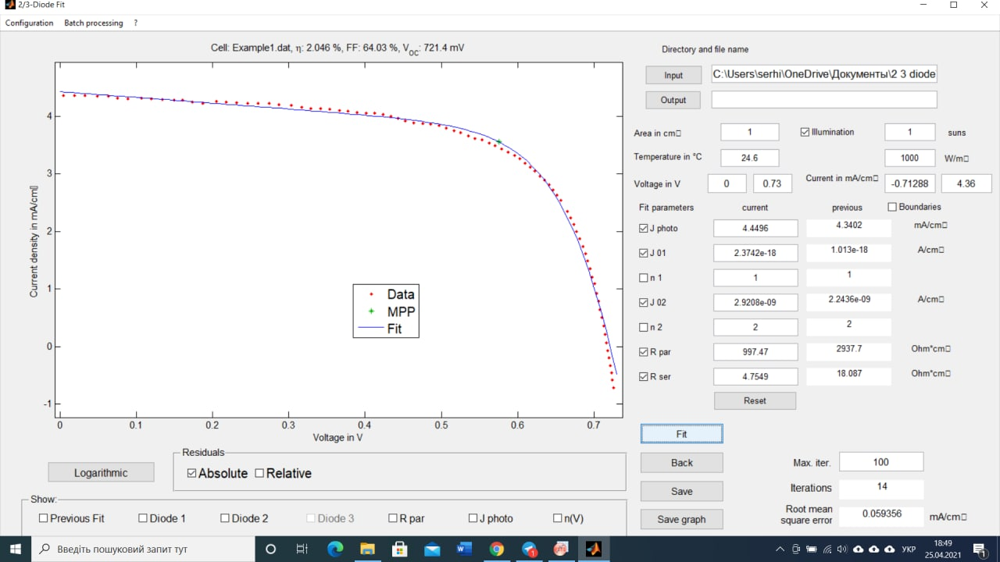 2/3-Diode Fit
Configuration Batch processing ?
Cell: Example1.dat, η: 2.046 %, FF: 64.03 %, VOC: 721.4 mV
Current density in mA/cm□
4
3
2
1
0
-1
0 0.1 0.2 0.3 0.4 0.5 0.6 0.7
Voltage in V
Data
MPP
Fit
Directory and file name
Input C:\Users\serhi\OneDrive\Документы\2 3 diode
Output
Area in cm□ 1 Illumination 1 suns
Temperature in °C 24.6 1000 W/m□
Voltage in V 0 0.73 Current in mA/cm□ -0.71288 4.36
Fit parameters current previous Boundaries
J photo 4.4496 4.3402 mA/cm□
J 01 2.3742e-18 1.013e-18 A/cm□
n 1 1 1
J 02 2.9208e-09 2.2436e-09 A/cm□
n 2 2 2
R par 997.47 2937.7 Ohm*cm□
R ser 4.7549 18.087 Ohm*cm□
Reset
Fit
Back Max. iter. 100
Save Iterations 14
Save graph Root mean square error 0.059356 mA/cm□
Logarithmic
Residuals
Absolute Relative
Show:
Previous Fit Diode 1 Diode 2 Diode 3 R par J photo n(V)
Введіть пошуковий запит тут
УКР
18:49
25.04.2021
1
1